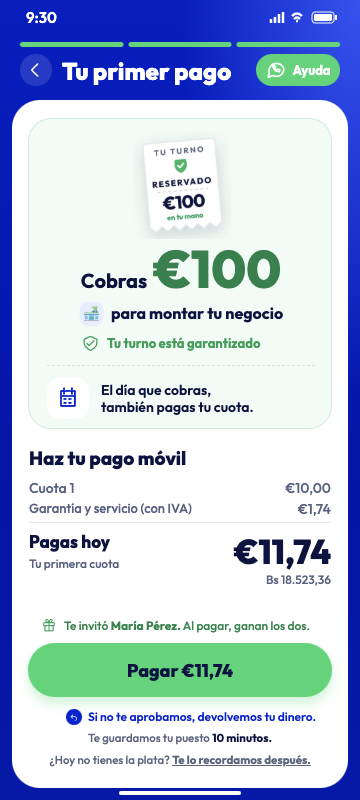 9:30
Tu primer pago
Ayuda
TU TURNO
RESERVADO
€100
en tu mano
Cobras €100
para montar tu negocio
Tu turno está garantizado
El día que cobras,
también pagas tu cuota.
Haz tu pago móvil
Cuota 1 €10,00
Garantía y servicio (con IVA) €1,74
Pagas hoy €11,74
Tu primera cuota
Bs 18.523,36
Te invitó María Pérez. Al pagar, ganan los dos.
Pagar €11,74
Si no te aprobamos, devolvemos tu dinero.
Te guardamos tu puesto 10 minutos.
¿Hoy no tienes la plata? Te lo recordamos después.